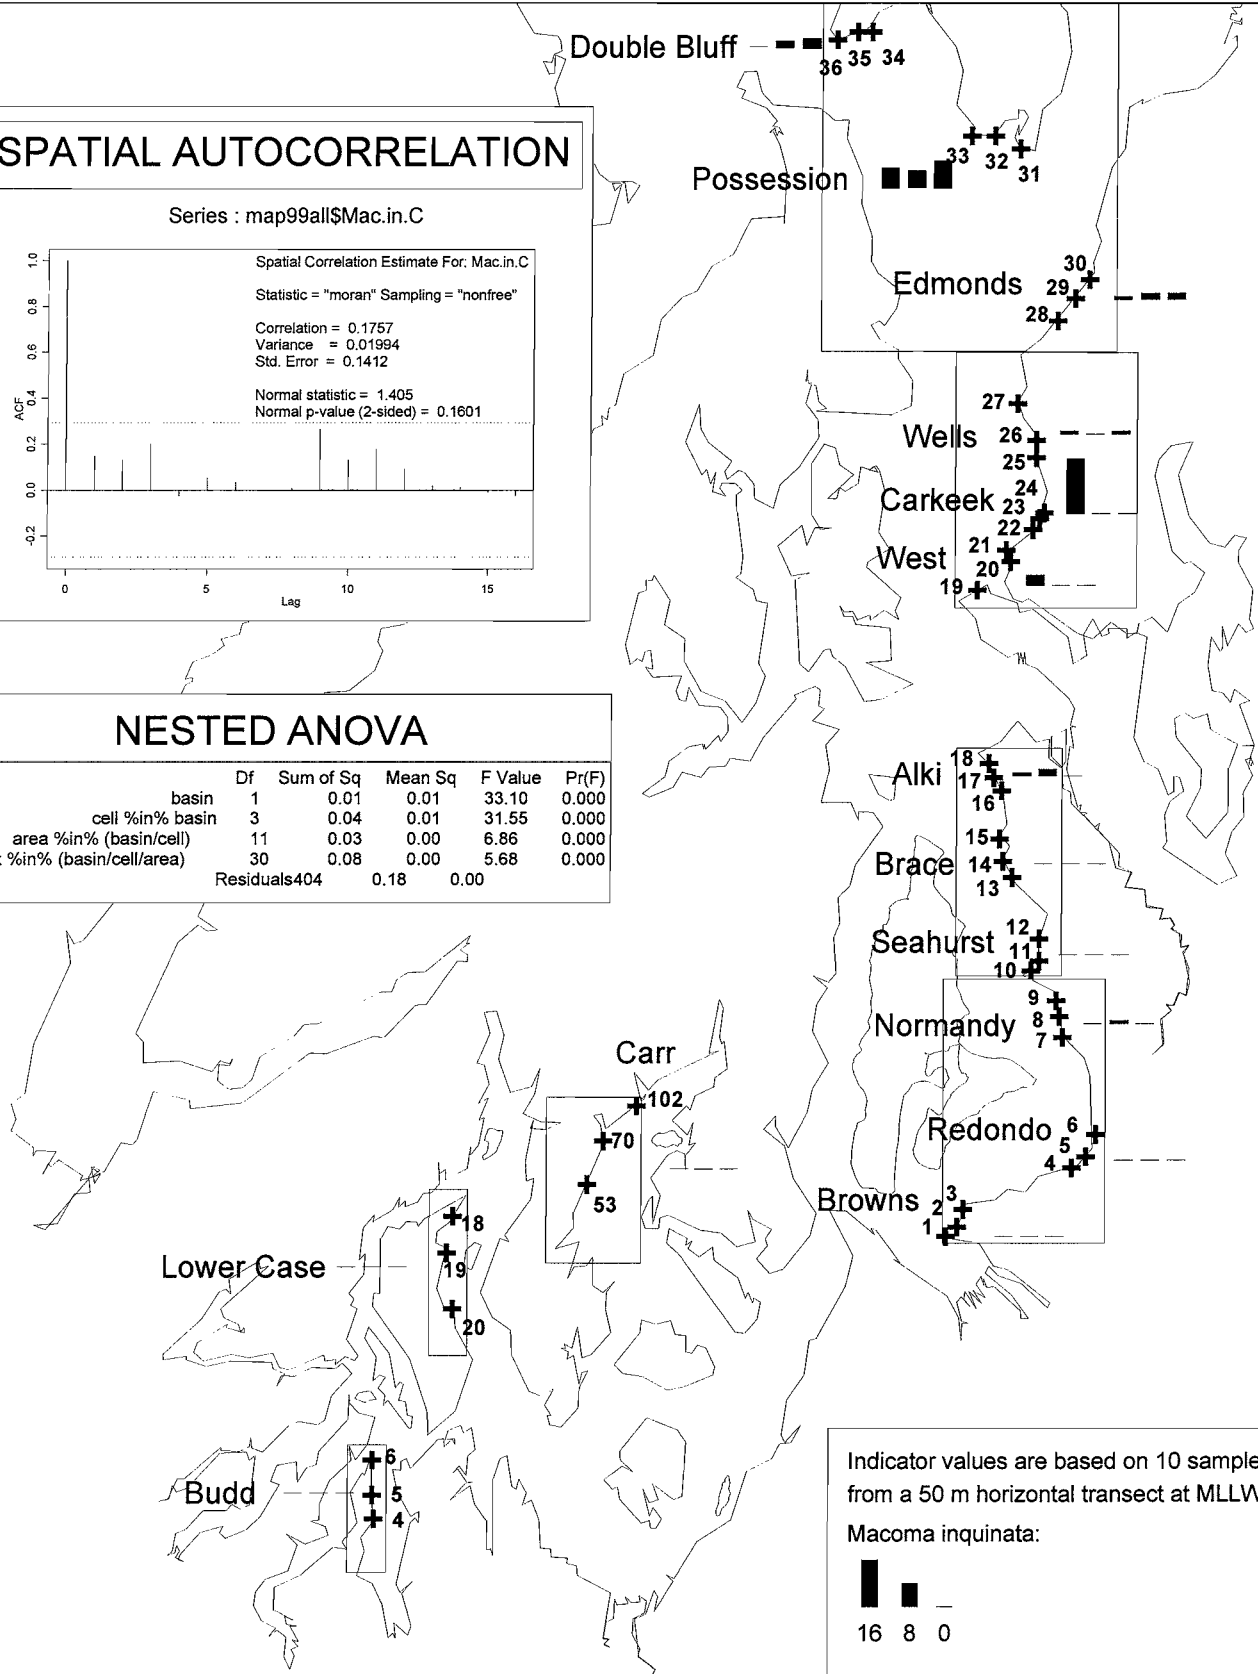 Double Bluff
36
35
34
33
32
31
SPATIAL AUTOCORRELATION
Possession
Series : map99all$Mac.in.C
Spatial Correlation Estimate For: Mac.in.C
Statistic = "moran" Sampling = "nonfree"
Correlation = 0.1757
Variance = 0.01994
Std. Error = 0.1412
Normal statistic = 1.405
Normal p-value (2-sided) = 0.1601
ACF
1.0
0.8
0.6
0.4
0.2
0.0
-0.2
0 5 10 15
Lag
Edmonds
30
29
28
27
Wells
26
25
24
Carkeek
23
22
21
West
20
19
NESTED ANOVA
Df Sum of Sq Mean Sq F Value Pr(F)
basin 1 0.01 0.01 33.10 0.000
cell %in% basin 3 0.04 0.01 31.55 0.000
area %in% (basin/cell) 11 0.03 0.00 6.86 0.000
%in% (basin/cell/area) 30 0.08 0.00 5.68 0.000
Residuals404 0.18 0.00
18
Alki
17
16
15
Brace
14
13
12
Seahurst
11
10
9
Normandy
8
7
Carr
102
70
53
Redondo
6
5
4
Browns
3
2
1
18
Lower Case
19
20
6
Budd
5
4
Indicator values are based on 10 sample
from a 50 m horizontal transect at MLLW
Macoma inquinata:
16 8 0